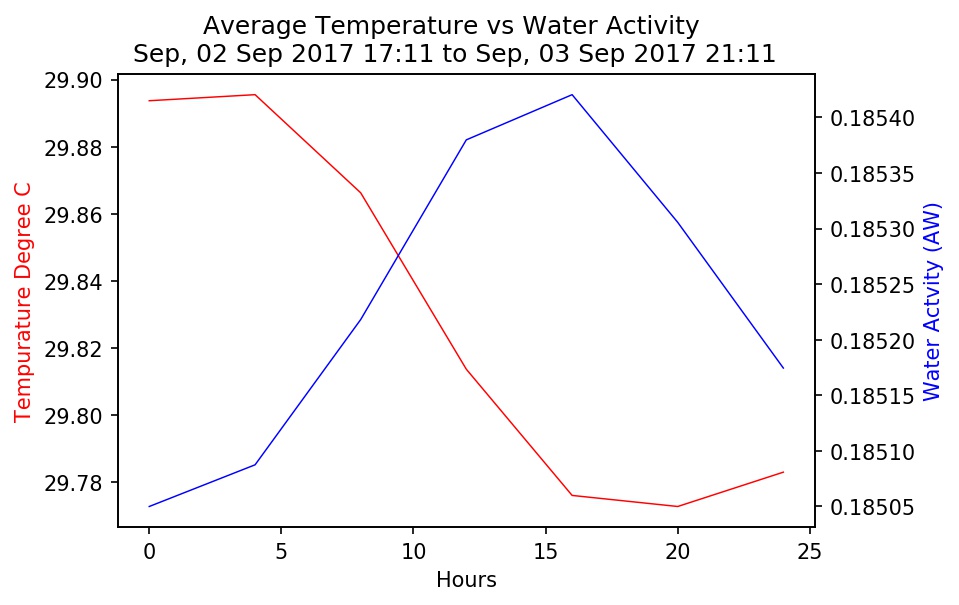 Average Temperature vs Water Activity
Sep, 02 Sep 2017 17:11 to Sep, 03 Sep 2017 21:11
29.90
29.88
29.86
29.84
29.82
29.80
29.78
Tempurature Degree C
0.18540
0.18535
0.18530
0.18525
0.18520
0.18515
0.18510
0.18505
Water Actvity (AW)
0 5 10 15 20 25
Hours